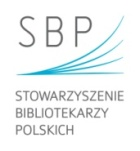 SBP
STOWARZYSZENIE
BIBLIOTEKARZY
POLSKICH